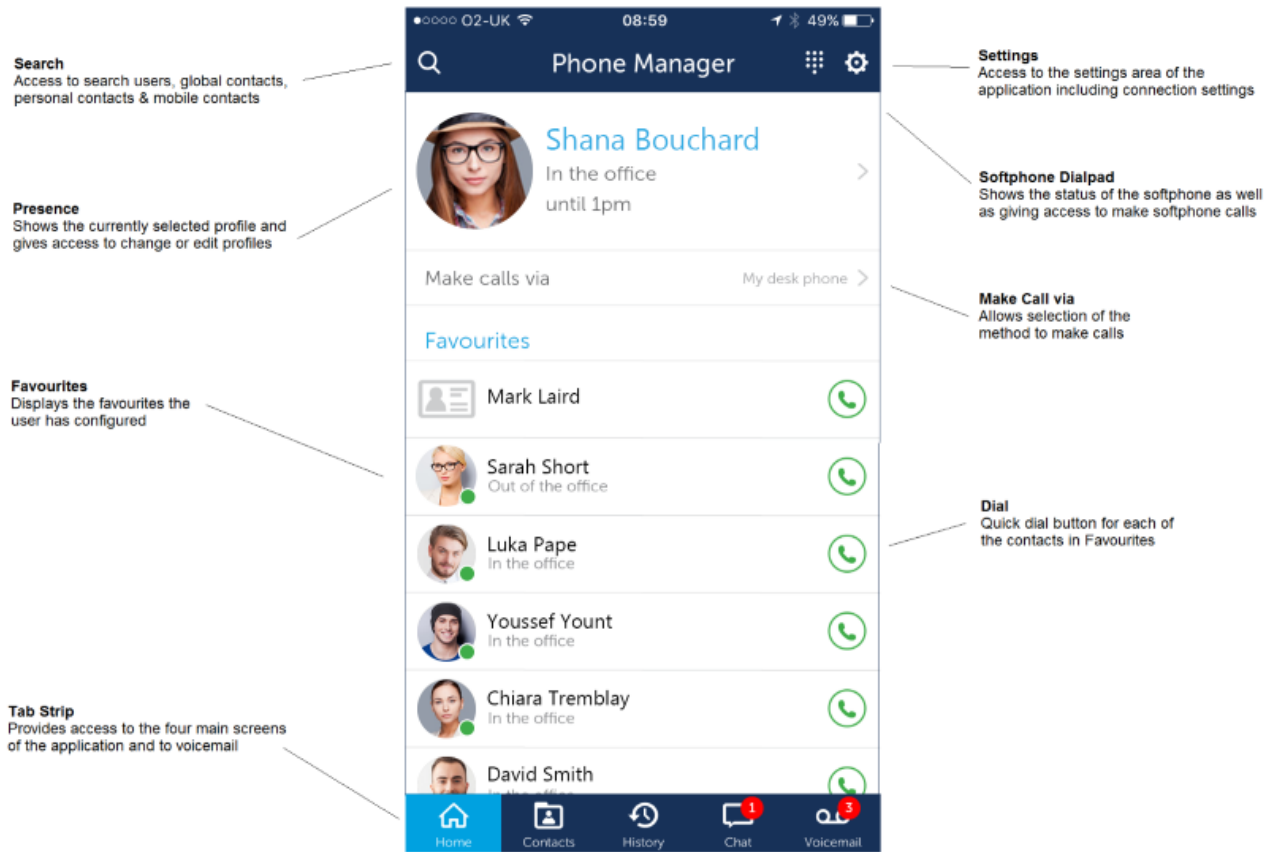 ●○○○○ O2-UK 08:59 49%
Phone Manager
Search
Access to search users, global contacts,
personal contacts & mobile contacts
Settings
Access to the settings area of the
application including connection settings
Shana Bouchard
In the office
until 1pm
Softphone Dialpad
Shows the status of the softphone as well
as giving access to make softphone calls
Presence
Shows the currently selected profile and
gives access to change or edit profiles
Make calls via My desk phone
Make Call via
Allows selection of the
method to make calls
Favourites
Favourites
Displays the favourites the
user has configured
Mark Laird
Sarah Short
Out of the office
Dial
Quick dial button for each of
the contacts in Favourites
Luka Pape
In the office
Youssef Yount
In the office
Chiara Tremblay
In the office
Tab Strip
Provides access to the four main screens
of the application and to voicemail
David Smith
In the office
1 3
Home Contacts History Chat Voicemail